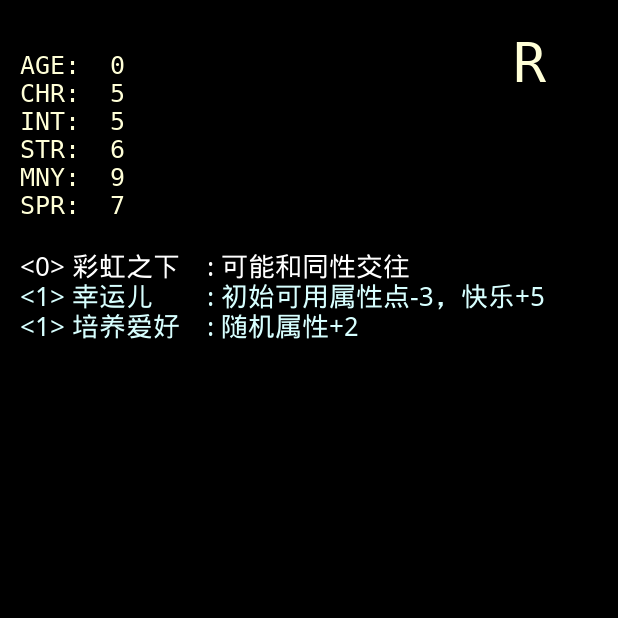 R
AGE: 0
CHR: 5
INT: 5
STR: 6
MNY: 9
SPR: 7
<0> 彩虹之下 : 可能和同性交往
<1> 幸运儿 : 初始可用属性点-3，快乐+5
<1> 培养爱好 : 随机属性+2